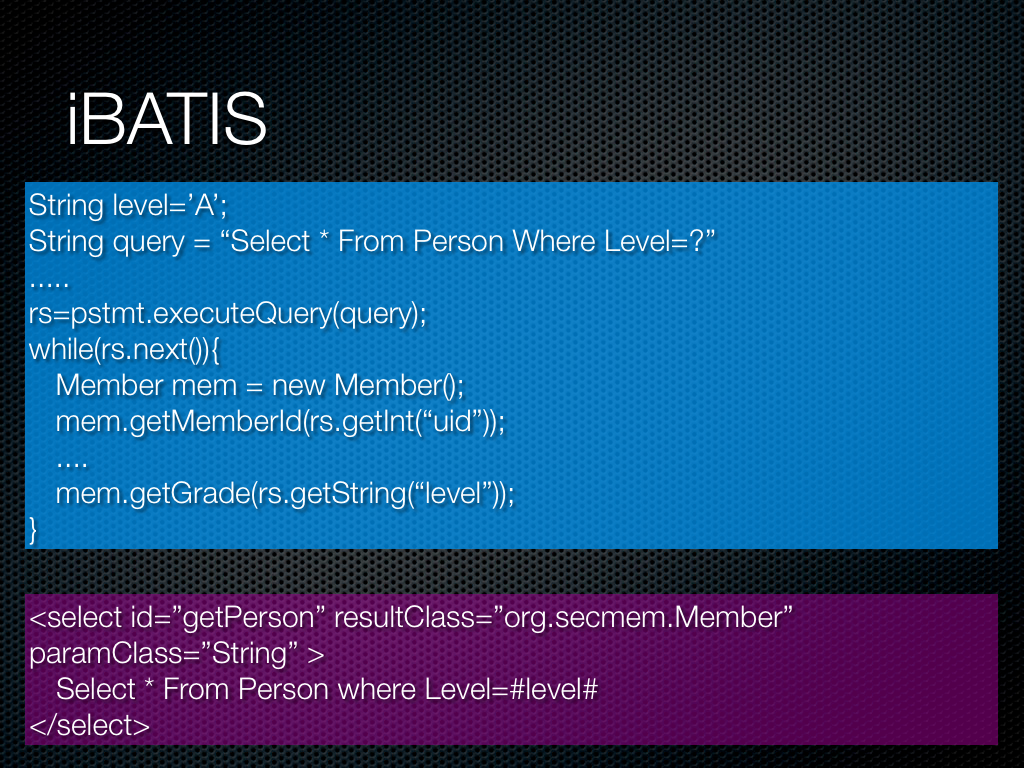 iBATIS
String level=’A’;
String query = “Select * From Person Where Level=?”
.....
rs=pstmt.executeQuery(query);
while(rs.next()){
Member mem = new Member();
mem.getMemberId(rs.getInt(“uid”));
....
mem.getGrade(rs.getString(“level”));
}
<select id=”getPerson” resultClass=”org.secmem.Member”
paramClass=”String” >
Select * From Person where Level=#level#
</select>